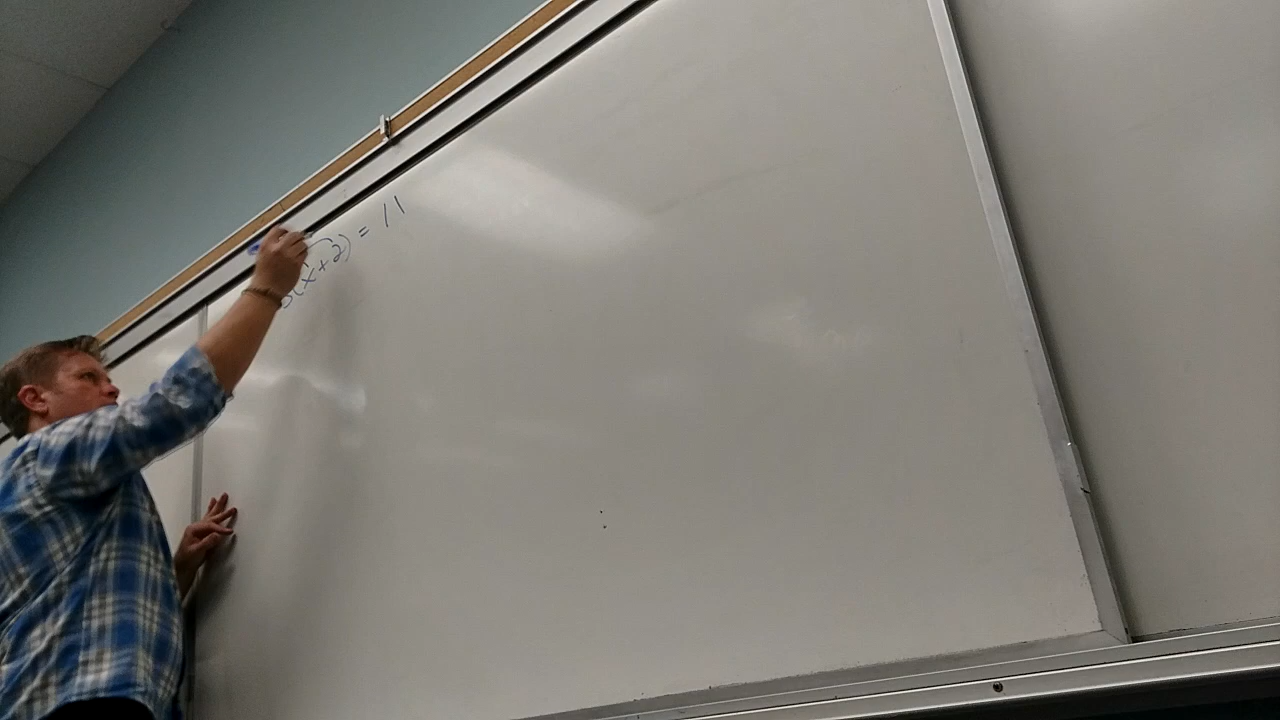 (x+2) = 11